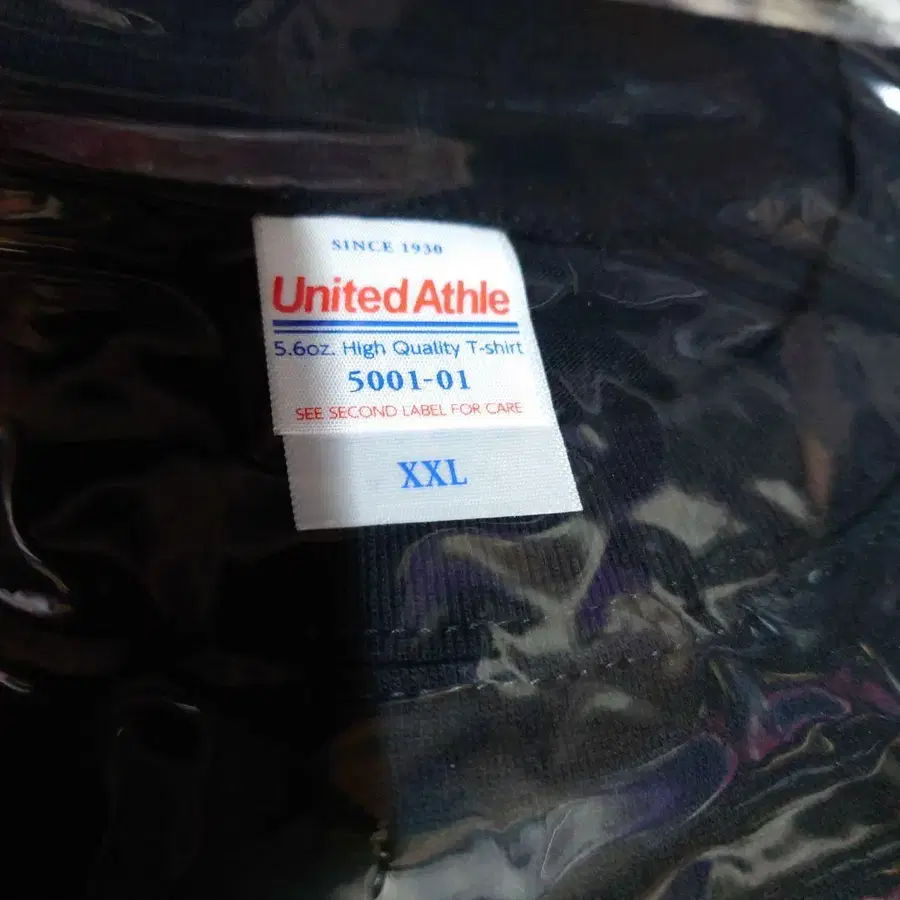 SINCE 1930
United Athle
5.6oz. High Quality T-shirt
5001-01
SEE SECOND LABEL FOR CARE
XXL